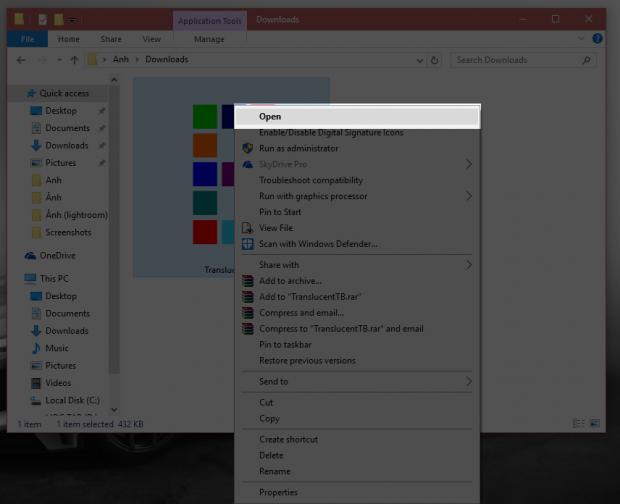 Application Tools
Downloads
File
Home
Share
View
Manage
Anh
Downloads
Search Downloads
Quick access
Desktop
Documents
Downloads
Pictures
Anh
Ảnh
Ảnh (lightroom)
Screenshots
OneDrive
This PC
Desktop
Documents
Downloads
Music
Pictures
Videos
Local Disk (C:)
Open
Enable/Disable Digital Signature Icons
Run as administrator
SkyDrive Pro
Troubleshoot compatibility
Run with graphics processor
Pin to Start
View File
Scan with Windows Defender...
Share with
Add to archive...
Add to "TranslucentTB.rar"
Compress and email...
Compress to "TranslucentTB.rar" and email
Pin to taskbar
Restore previous versions
Send to
Cut
Copy
Create shortcut
Delete
Rename
Properties
Transluc
1 item
1 item selected 432 KB